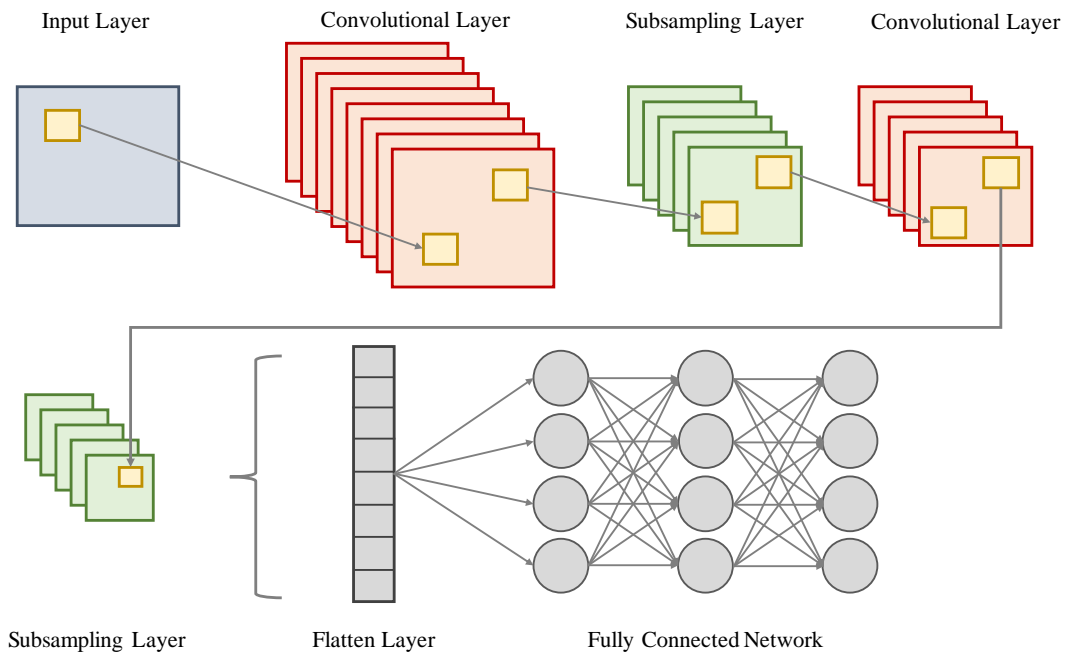 Input Layer
Convolutional Layer
Subsampling Layer
Convolutional Layer
Subsampling Layer
Flatten Layer
Fully Connected Network